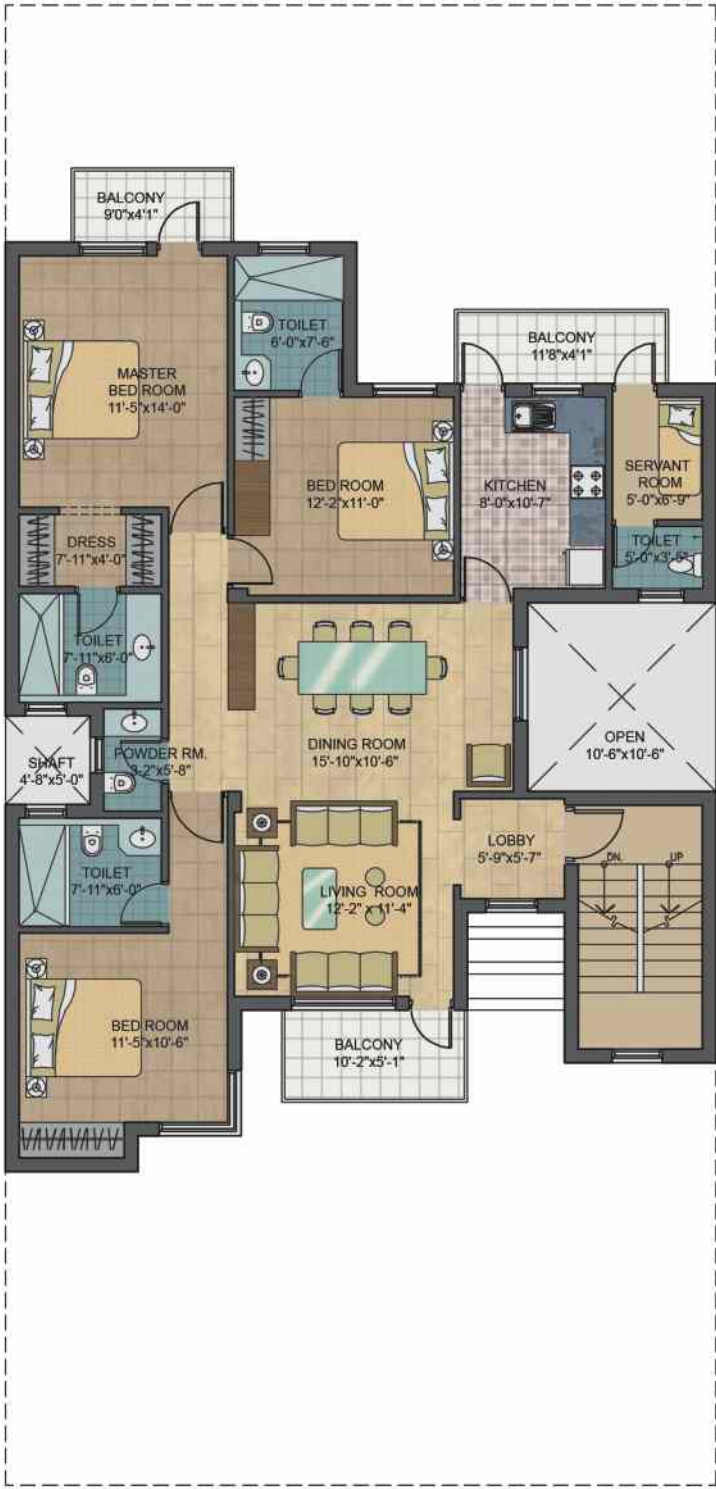 BALCONY
9'0"x4'1"
TOILET
6'-0"x7'-6"
BALCONY
11'8"x4'1"
MASTER
BED ROOM
11'-5"x14'-0"
BED ROOM
12'-2"x11'-0"
KITCHEN
8'-0"x10'-7"
SERVANT
ROOM
5'-0"x6'-9"
DRESS
7'-11"x4'-0"
TOILET
5'-0"x3'-5"
TOILET
7'-11"x6'-0"
SHAFT
4'-8"x5'-0"
POWDER RM.
3-2"x5'-8"
DINING ROOM
15'-10"x10'-6"
OPEN
10'-6"x10'-6"
LOBBY
5'-9"x5'-7"
DN.
UP
TOILET
7'-11"x6'-0"
LIVING ROOM
12'-2" x 11'-4"
BED ROOM
11'-5"x10'-6"
BALCONY
10'-2"x5'-1"